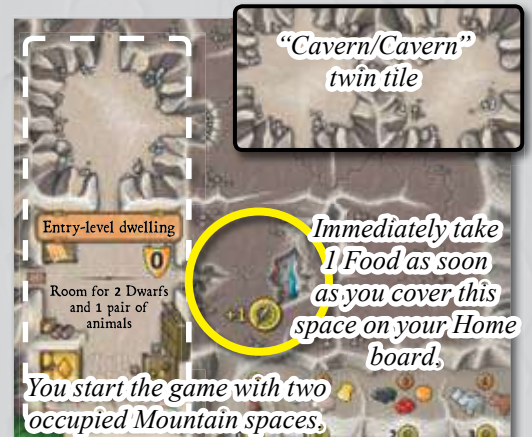 “Cavern/Cavern”
twin tile
Entry-level dwelling
0
Room for 2 Dwarfs
and 1 pair of
animals
+1
Immediately take
1 Food as soon
as you cover this
space on your Home
board.
You start the game with two
occupied Mountain spaces.